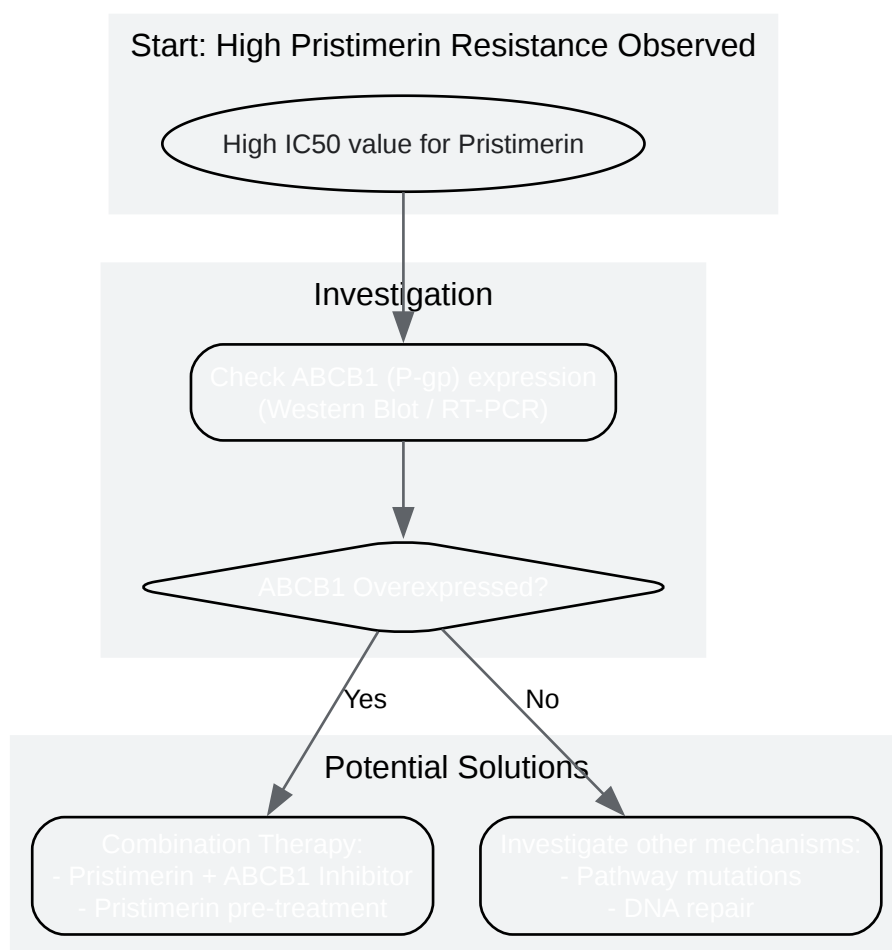 Start: High Pristimerin Resistance Observed
High IC50 value for Pristimerin
Investigation
Check ABCB1 (P-gp) expression
(Western Blot / RT-PCR)
ABCB1 Overexpressed?
Yes
No
Potential Solutions
Combination Therapy:
- Pristimerin + ABCB1 Inhibitor
- Pristimerin pre-treatment
Investigate other mechanisms:
- Pathway mutations
- DNA repair